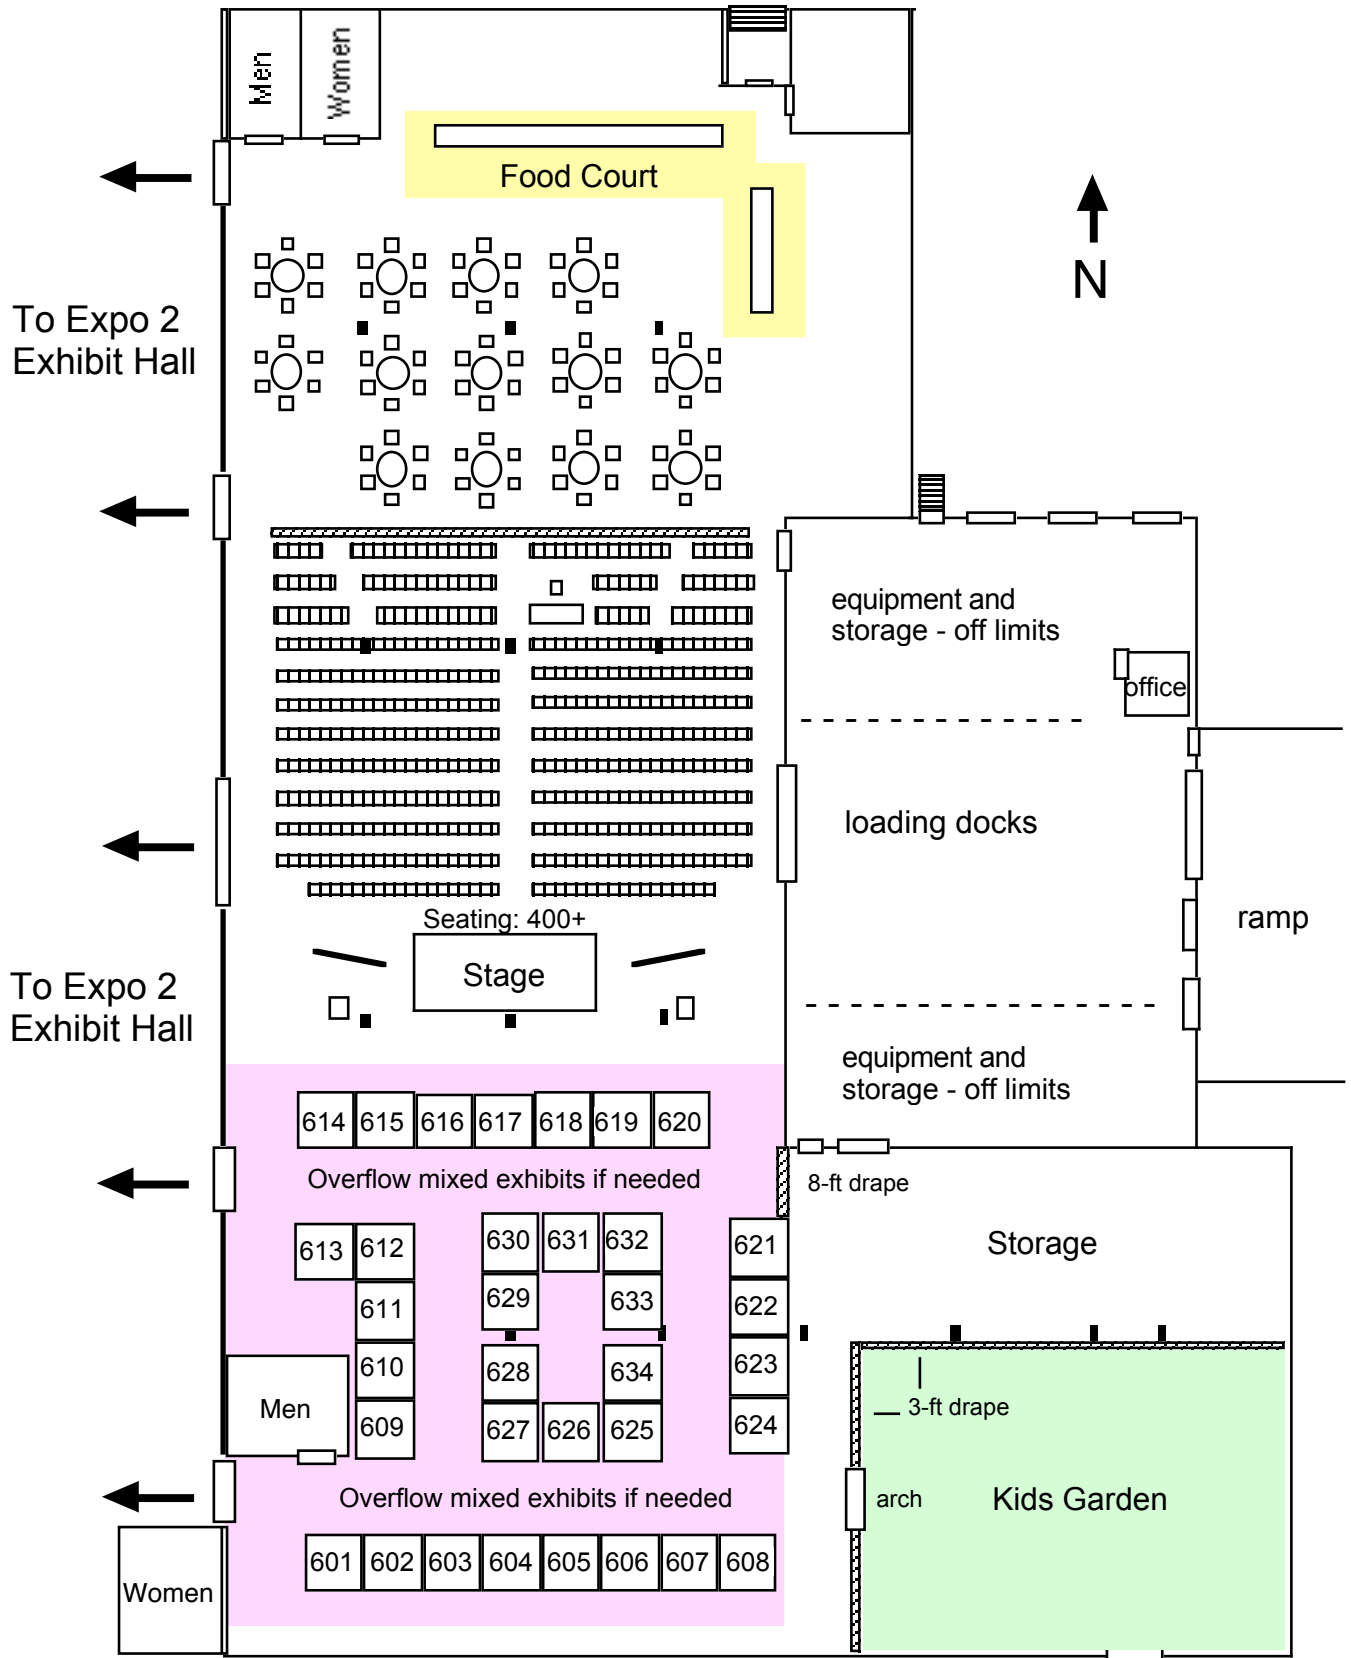 Men
Women
Food Court
N
To Expo 2
Exhibit Hall
equipment and
storage - off limits
office
loading docks
ramp
Seating: 400+
Stage
To Expo 2
Exhibit Hall
equipment and
storage - off limits
614 615 616 617 618 619 620
Overflow mixed exhibits if needed
8-ft drape
Storage
613 612 630 631 632 621
611 629 633 622
610 628 634 623
Men
609 627 626 625 624
3-ft drape
Overflow mixed exhibits if needed
arch
Kids Garden
601 602 603 604 605 606 607 608
Women